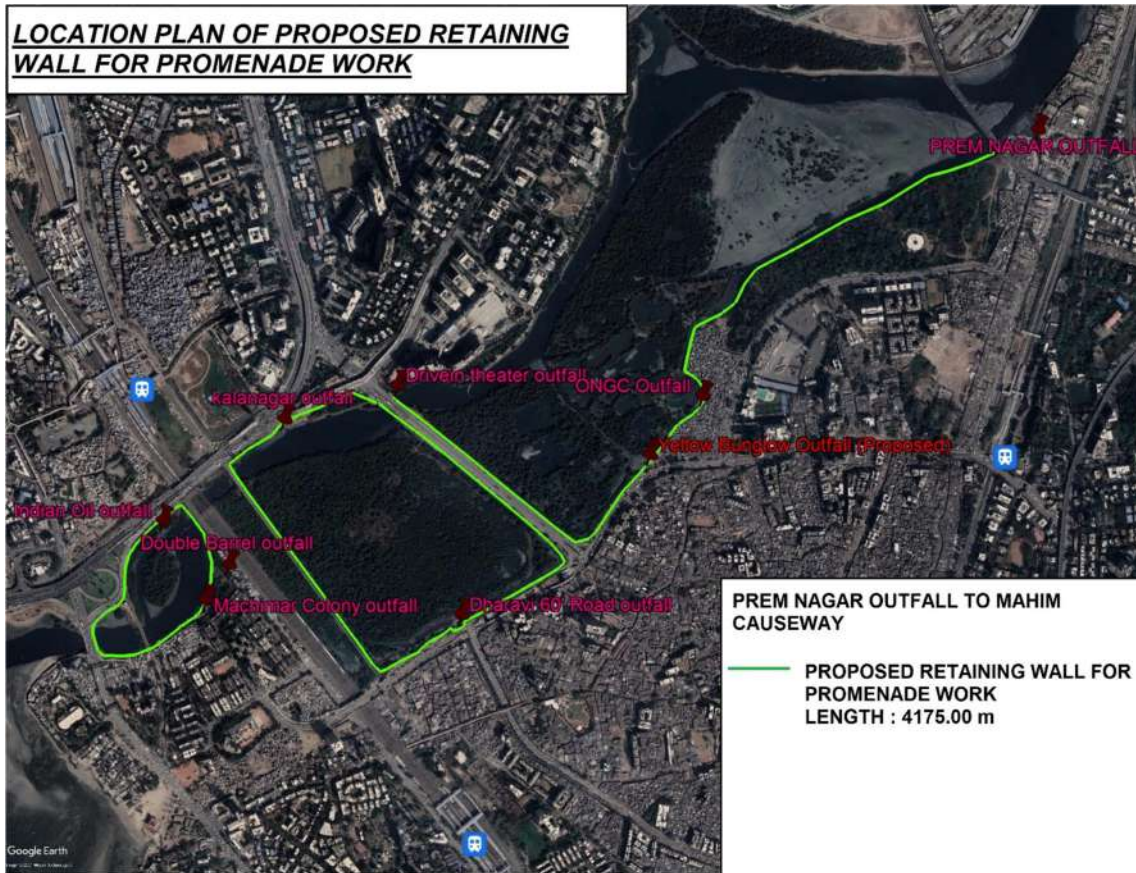 LOCATION PLAN OF PROPOSED RETAINING
WALL FOR PROMENADE WORK
PREM NAGAR OUTFALL
Drivein theater outfall
kalanagar outfall
ONGC Outfall
Yellow Bunglow Outfall (Proposed)
Indian Oil outfall
Double Barrel outfall
Machimar Colony outfall
Dharavi 60' Road outfall
PREM NAGAR OUTFALL TO MAHIM
CAUSEWAY
PROPOSED RETAINING WALL FOR
PROMENADE WORK
LENGTH : 4175.00 m
Google Earth